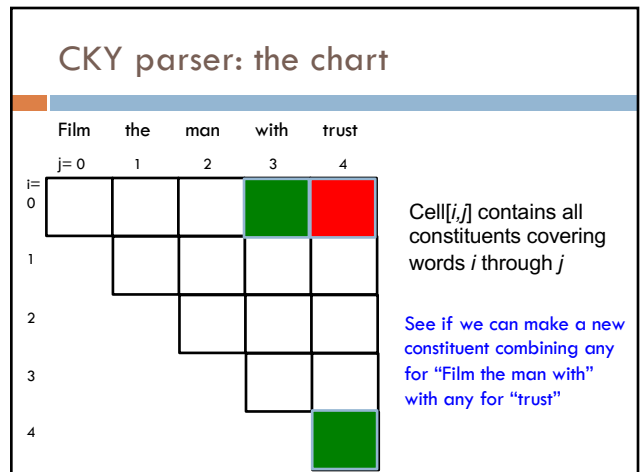 CKY parser: the chart
Film the man with trust
j= 0 1 2 3 4
i=
0
Cell[i,j] contains all
constituents covering
words i through j
1
2
See if we can make a new
constituent combining any
for “Film the man with”
with any for “trust”
3
4